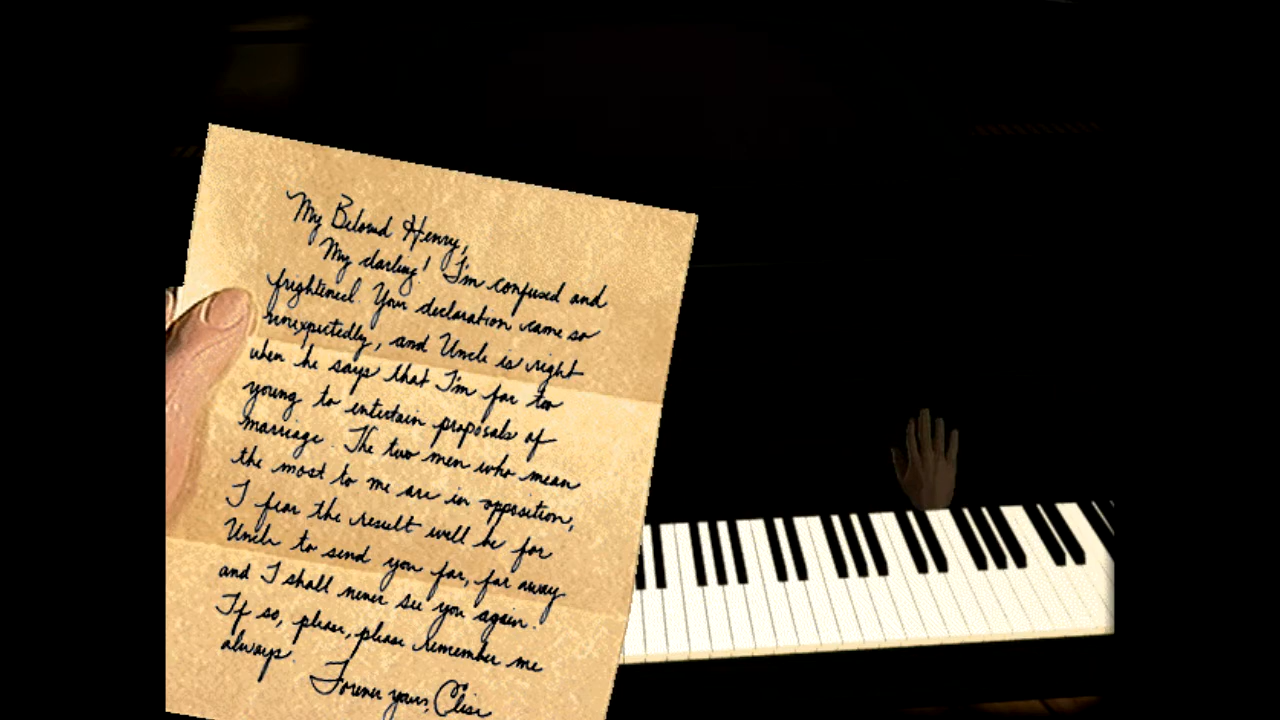 My Beloved Henry,
My darling! I'm confused and
frightened. Your declaration came so
unexpectedly, and Uncle is right
when he says that I'm far too
young to entertain proposals of
marriage. The two men who mean
the most to me are in opposition,
I fear the result will be for
Uncle to send you far, far away
and I shall never see you again.
If so, please, please remember me
always.
Forever yours, Elise